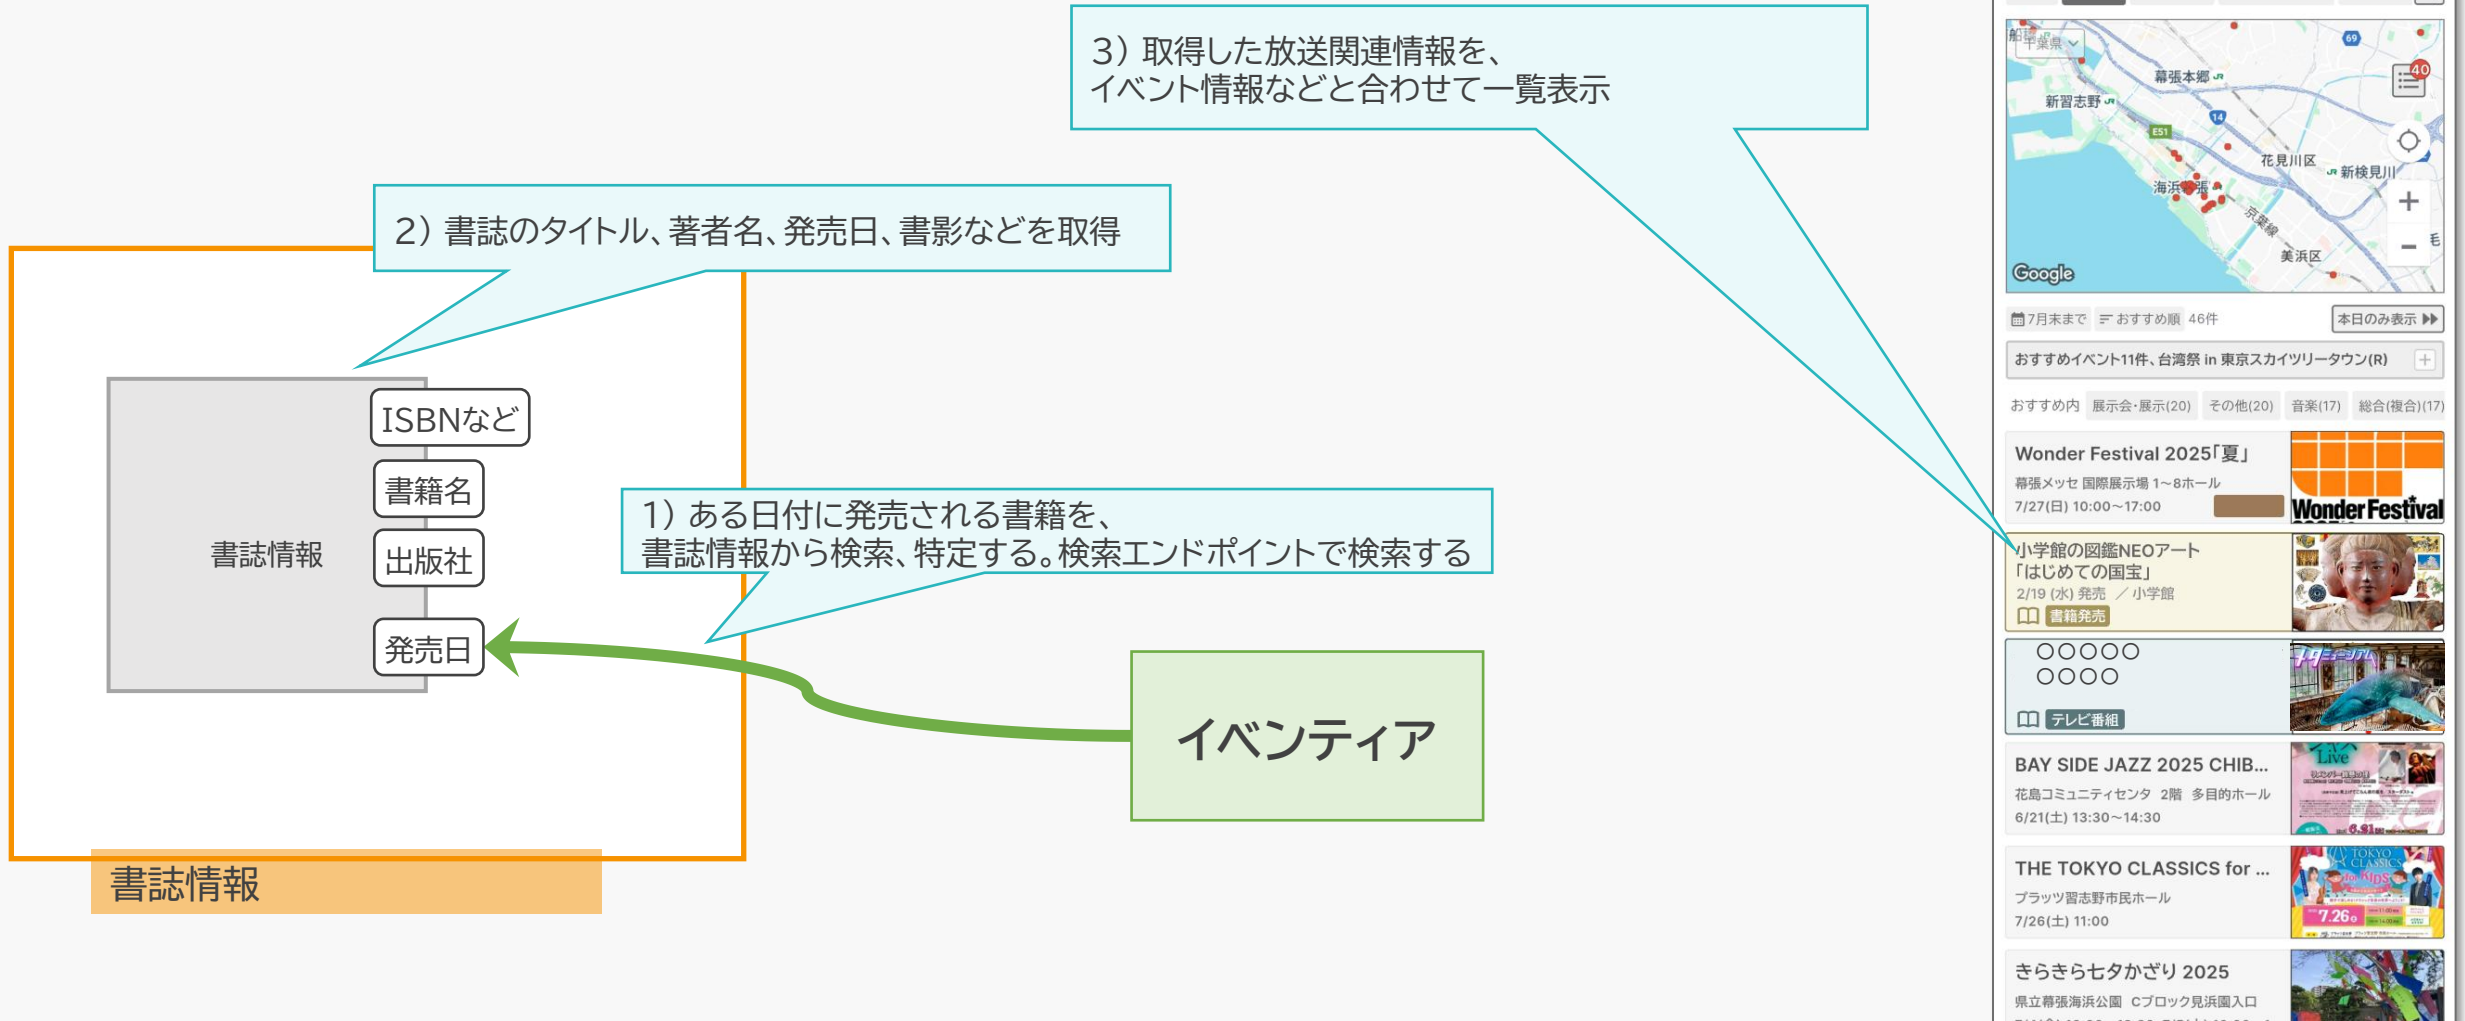 3) 取得した放送関連情報を、
イベント情報などと合わせて一覧表示
2) 書誌のタイトル、著者名、発売日、書影などを取得
ISBNなど
書籍名
書誌情報
出版社
発売日
1) ある日付に発売される書籍を、
書誌情報から検索、特定する。検索エンドポイントで検索する
イベンティア
書誌情報
千葉県
69
40
幕張本郷
新習志野
14
E51
花見川区
新検見川
京葉線
美浜区
Google
7月末まで おすすめ順 46件 本日のみ表示
おすすめイベント11件、台湾祭 in 東京スカイツリータウン(R)
おすすめ内 展示会・展示(20) その他(20) 音楽(17) 総合(複合)(17)
Wonder Festival 2025「夏」
幕張メッセ 国際展示場 1~8ホール
7/27(日) 10:00~17:00
Wonder Festival
小学館の図鑑NEOアート
「はじめての国宝」
2/19 (水) 発売 / 小学館
書籍発売
○○○○○
○○○○
テレビ番組
BAY SIDE JAZZ 2025 CHIB...
花島コミュニティセンタ 2階 多目的ホール
6/21(土) 13:30~14:30
Live
THE TOKYO CLASSICS for ...
プラッツ習志野市民ホール
7/26(土) 11:00
TOKYO
CLASSICS
for KIDS
7.26
きらきら七夕かざり 2025
県立幕張海浜公園 Cブロック見浜園入口